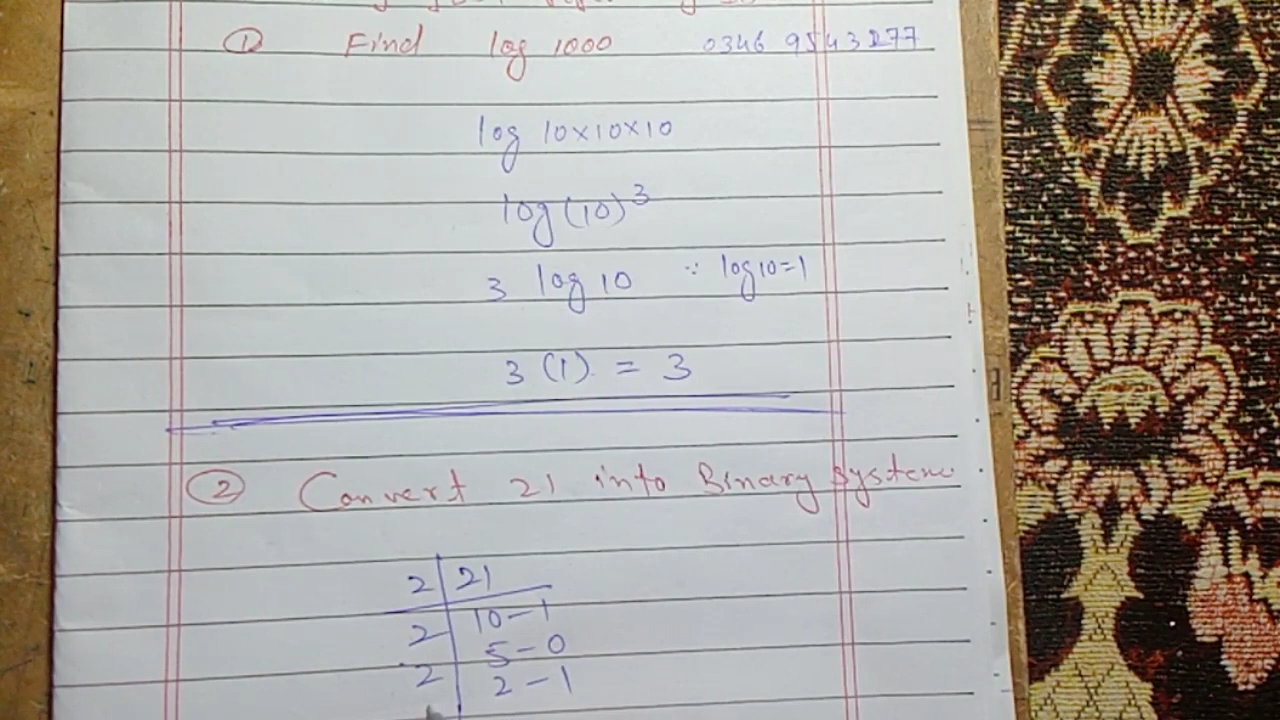 ① Find log 1000 0346 9543277
log 10×10×10
log (10)³
3 log 10 ∵ log10=1
3 (1) = 3
② Convert 21 into Binary System
2 | 21
2 | 10-1
2 | 5-0
2 | 2-1